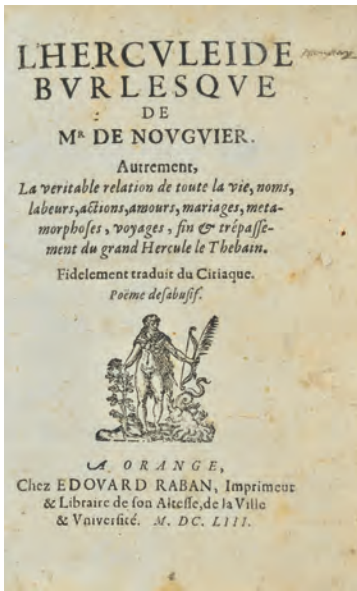 L'HERCVLEIDE
BVRLESQVE
DE
Mᴿ DE NOVGVIER.
Autrement,
La veritable relation de toute la vie, noms,
labeurs, actions, amours, mariages, meta-
morphoſes, voyages, fin & trépaſſe-
ment du grand Hercule le Thebain.
Fidelement traduit du Ciriaque.
Poëme deſabuſif.
A ORANGE,
Chez EDOVARD RABAN, Imprimeur
& Libraire de ſon Alteſſe, de la Ville
& Vniverſité. M. DC. LIII.